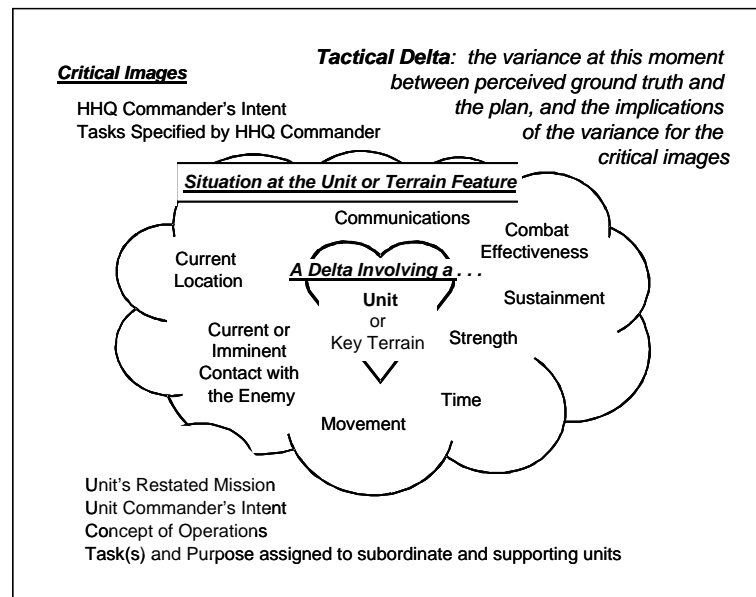 Critical Images
Tactical Delta: the variance at this moment
between perceived ground truth and
the plan, and the implications
of the variance for the
critical images
HHQ Commander's Intent
Tasks Specified by HHQ Commander
Situation at the Unit or Terrain Feature
Communications
Combat
Effectiveness
Current
Location
A Delta Involving a . . .
Sustainment
Unit
or
Key Terrain
Strength
Current or
Imminent
Contact with
the Enemy
Time
Movement
Unit's Restated Mission
Unit Commander's Intent
Concept of Operations
Task(s) and Purpose assigned to subordinate and supporting units